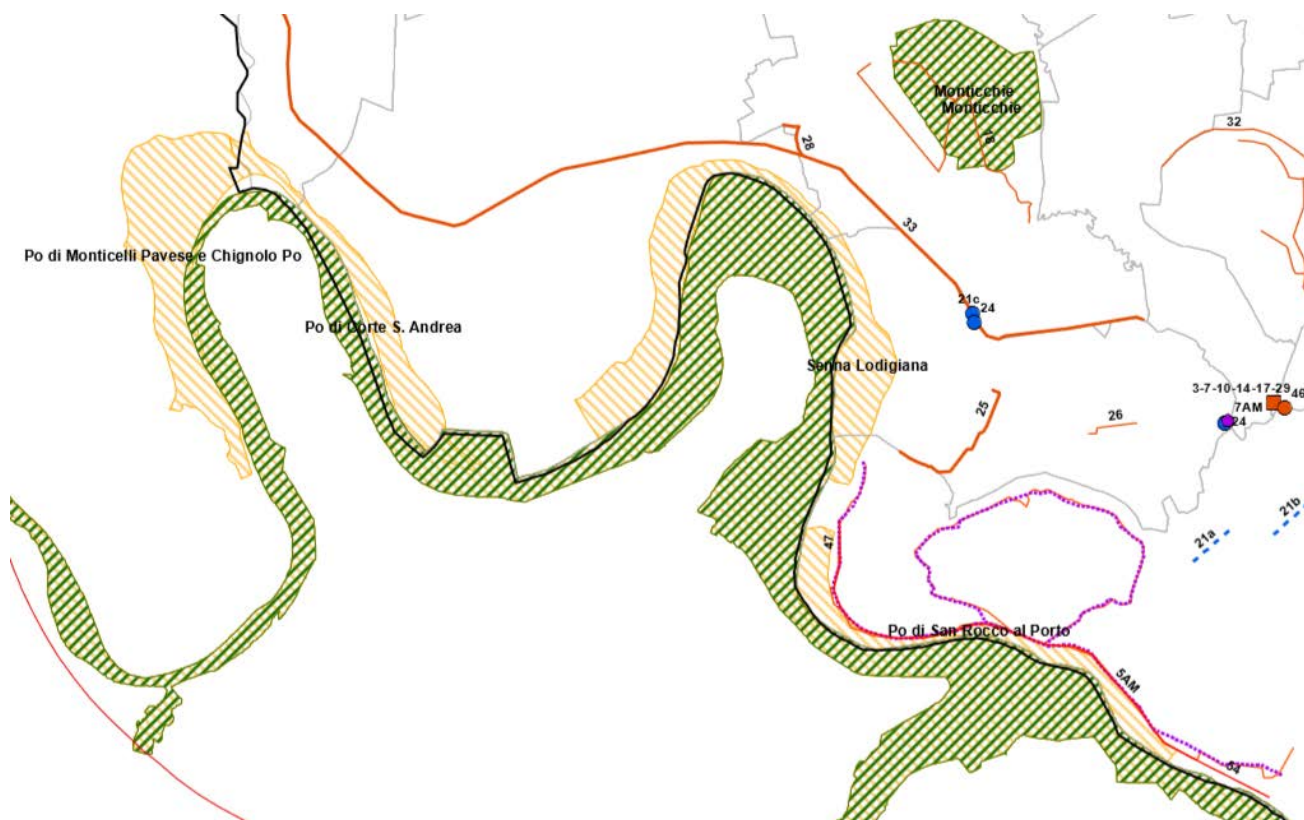 Monticchie
Monticchie
18
32
28
33
Po di Monticelli Pavese e Chignolo Po
21c
24
Po di Corte S. Andrea
Senna Lodigiana
3-7-10-14-17-29
46
7AM
24
25
26
21b
21a
47
Po di San Rocco al Porto
5AM
54